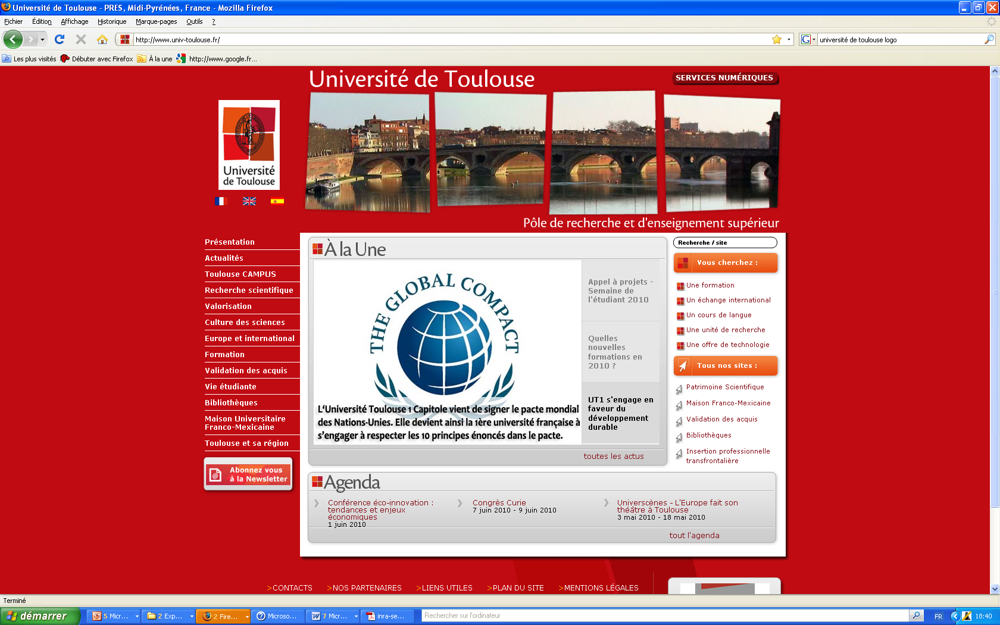 Université de Toulouse - PRES, Midi-Pyrénées, France - Mozilla Firefox
Fichier Édition Affichage Historique Marque-pages Outils ?
http://www.univ-toulouse.fr/
université de toulouse logo
Les plus visités Débuter avec Firefox À la une http://www.google.fr...
Université de Toulouse
SERVICES NUMÉRIQUES
Université
de Toulouse
Pôle de recherche et d'enseignement supérieur
Présentation
Actualités
Toulouse CAMPUS
Recherche scientifique
Valorisation
Culture des sciences
Europe et international
Formation
Validation des acquis
Vie étudiante
Bibliothèques
Maison Universitaire
Franco-Mexicaine
Toulouse et sa région
Abonnez vous
à la Newsletter
À la Une
THE GLOBAL COMPACT
L'Université Toulouse 1 Capitole vient de signer le pacte mondial
des Nations-Unies. Elle devient ainsi la 1ère université française à
s'engager à respecter les 10 principes énoncés dans le pacte.
Appel à projets -
Semaine de
l'étudiant 2010
Quelles
nouvelles
formations en
2010 ?
UT1 s'engage en
faveur du
développement
durable
toutes les actus
Recherche / site
Vous cherchez :
Une formation
Un échange international
Un cours de langue
Une unité de recherche
Une offre de technologie
Tous nos sites :
Patrimoine Scientifique
Maison Franco-Mexicaine
Validation des acquis
Bibliothèques
Insertion professionnelle
transfrontalière
Agenda
Conférence éco-innovation :
tendances et enjeux
économiques
1 juin 2010
Congrès Curie
7 juin 2010 - 9 juin 2010
Universcènes - L'Europe fait son
théâtre à Toulouse
3 mai 2010 - 18 mai 2010
tout l'agenda
>CONTACTS >NOS PARTENAIRES >LIENS UTILES >PLAN DU SITE >MENTIONS LÉGALES
Terminé
démarrer 5 Micr... 2 Exp... 2 Fire... Microso... 7 Micr... inra-se... Rechercher sur l'ordinateur FR 18:40